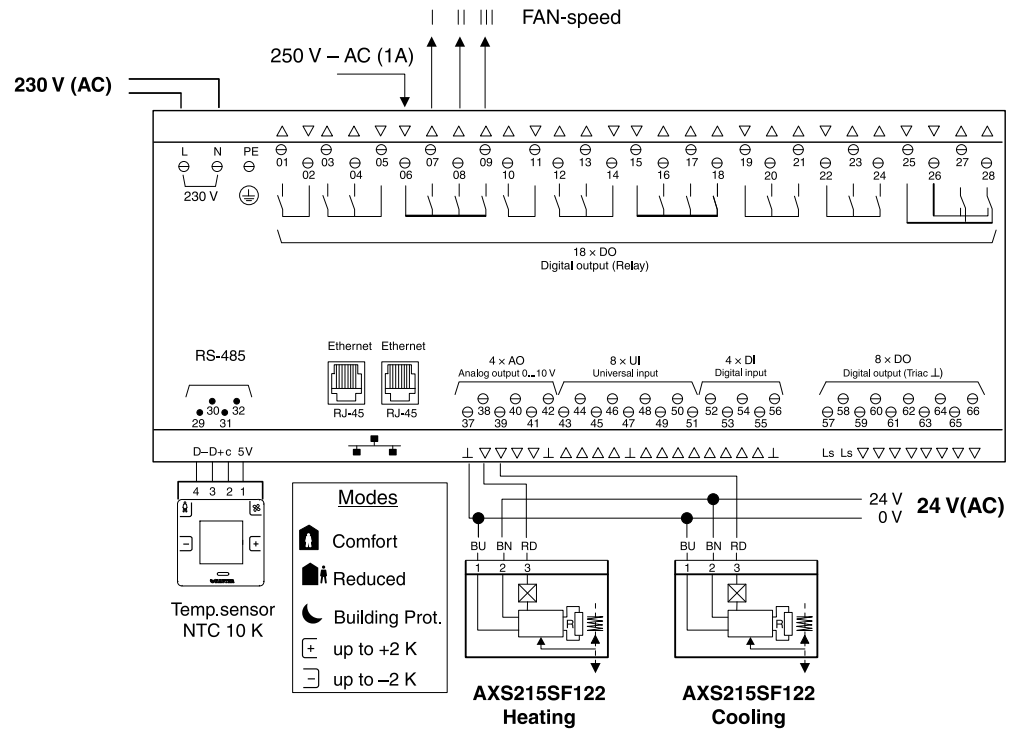 I II III FAN-speed
250 V – AC (1A)
230 V (AC)
L N PE
230 V
01 02 03 04 05 06 07 08 09 10 11 12 13 14 15 16 17 18 19 20 21 22 23 24 25 26 27 28
18 × DO
Digital output (Relay)
RS-485
29 30 31 32
Ethernet Ethernet
RJ-45 RJ-45
4 × AO
Analog output 0...10 V
8 × UI
Universal input
4 × DI
Digital input
8 × DO
Digital output (Triac ⊥)
37 38 39 40 41 42 43 44 45 46 47 48 49 50 51 52 53 54 55 56 57 58 59 60 61 62 63 64 65 66
D– D+ c 5V
Ls Ls
4 3 2 1
Temp.sensor
NTC 10 K
Modes
Comfort
Reduced
Building Prot.
+ up to +2 K
– up to –2 K
24 V
0 V
24 V(AC)
BU BN RD
1 2 3
R
AXS215SF122
Heating
BU BN RD
1 2 3
R
AXS215SF122
Cooling